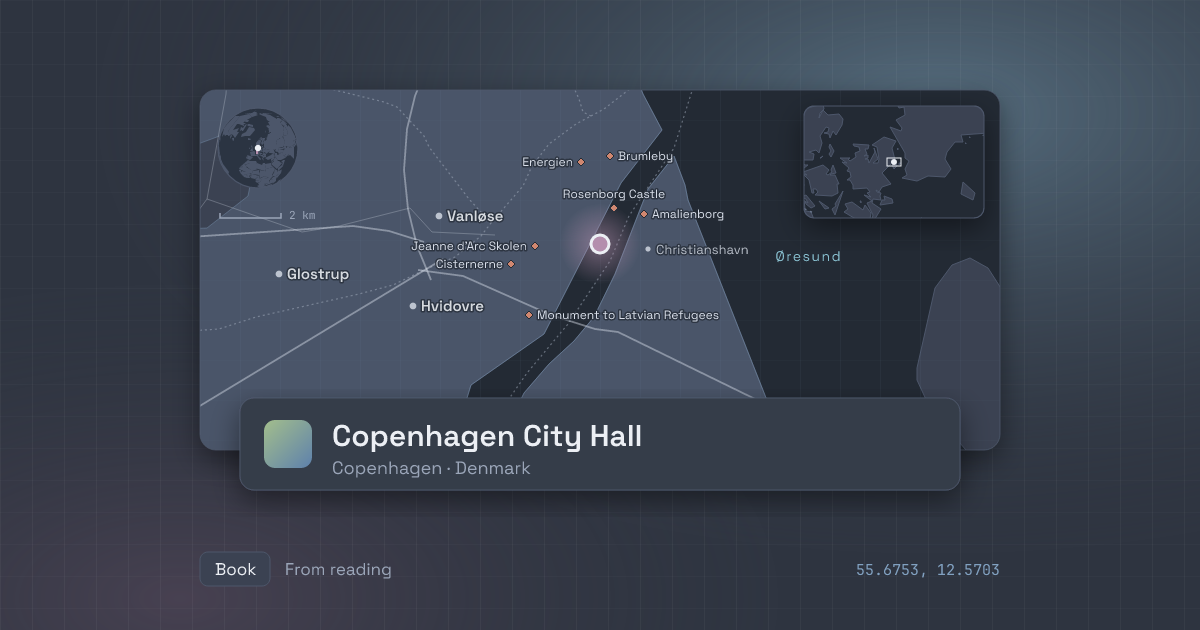 Energien
Brumleby
Rosenborg Castle
2 km
Vanløse
Amalienborg
Jeanne d'Arc Skolen
Christianshavn
Øresund
Cisternerne
Glostrup
Hvidovre
Monument to Latvian Refugees
Copenhagen City Hall
Copenhagen · Denmark
Book
From reading
55.6753, 12.5703